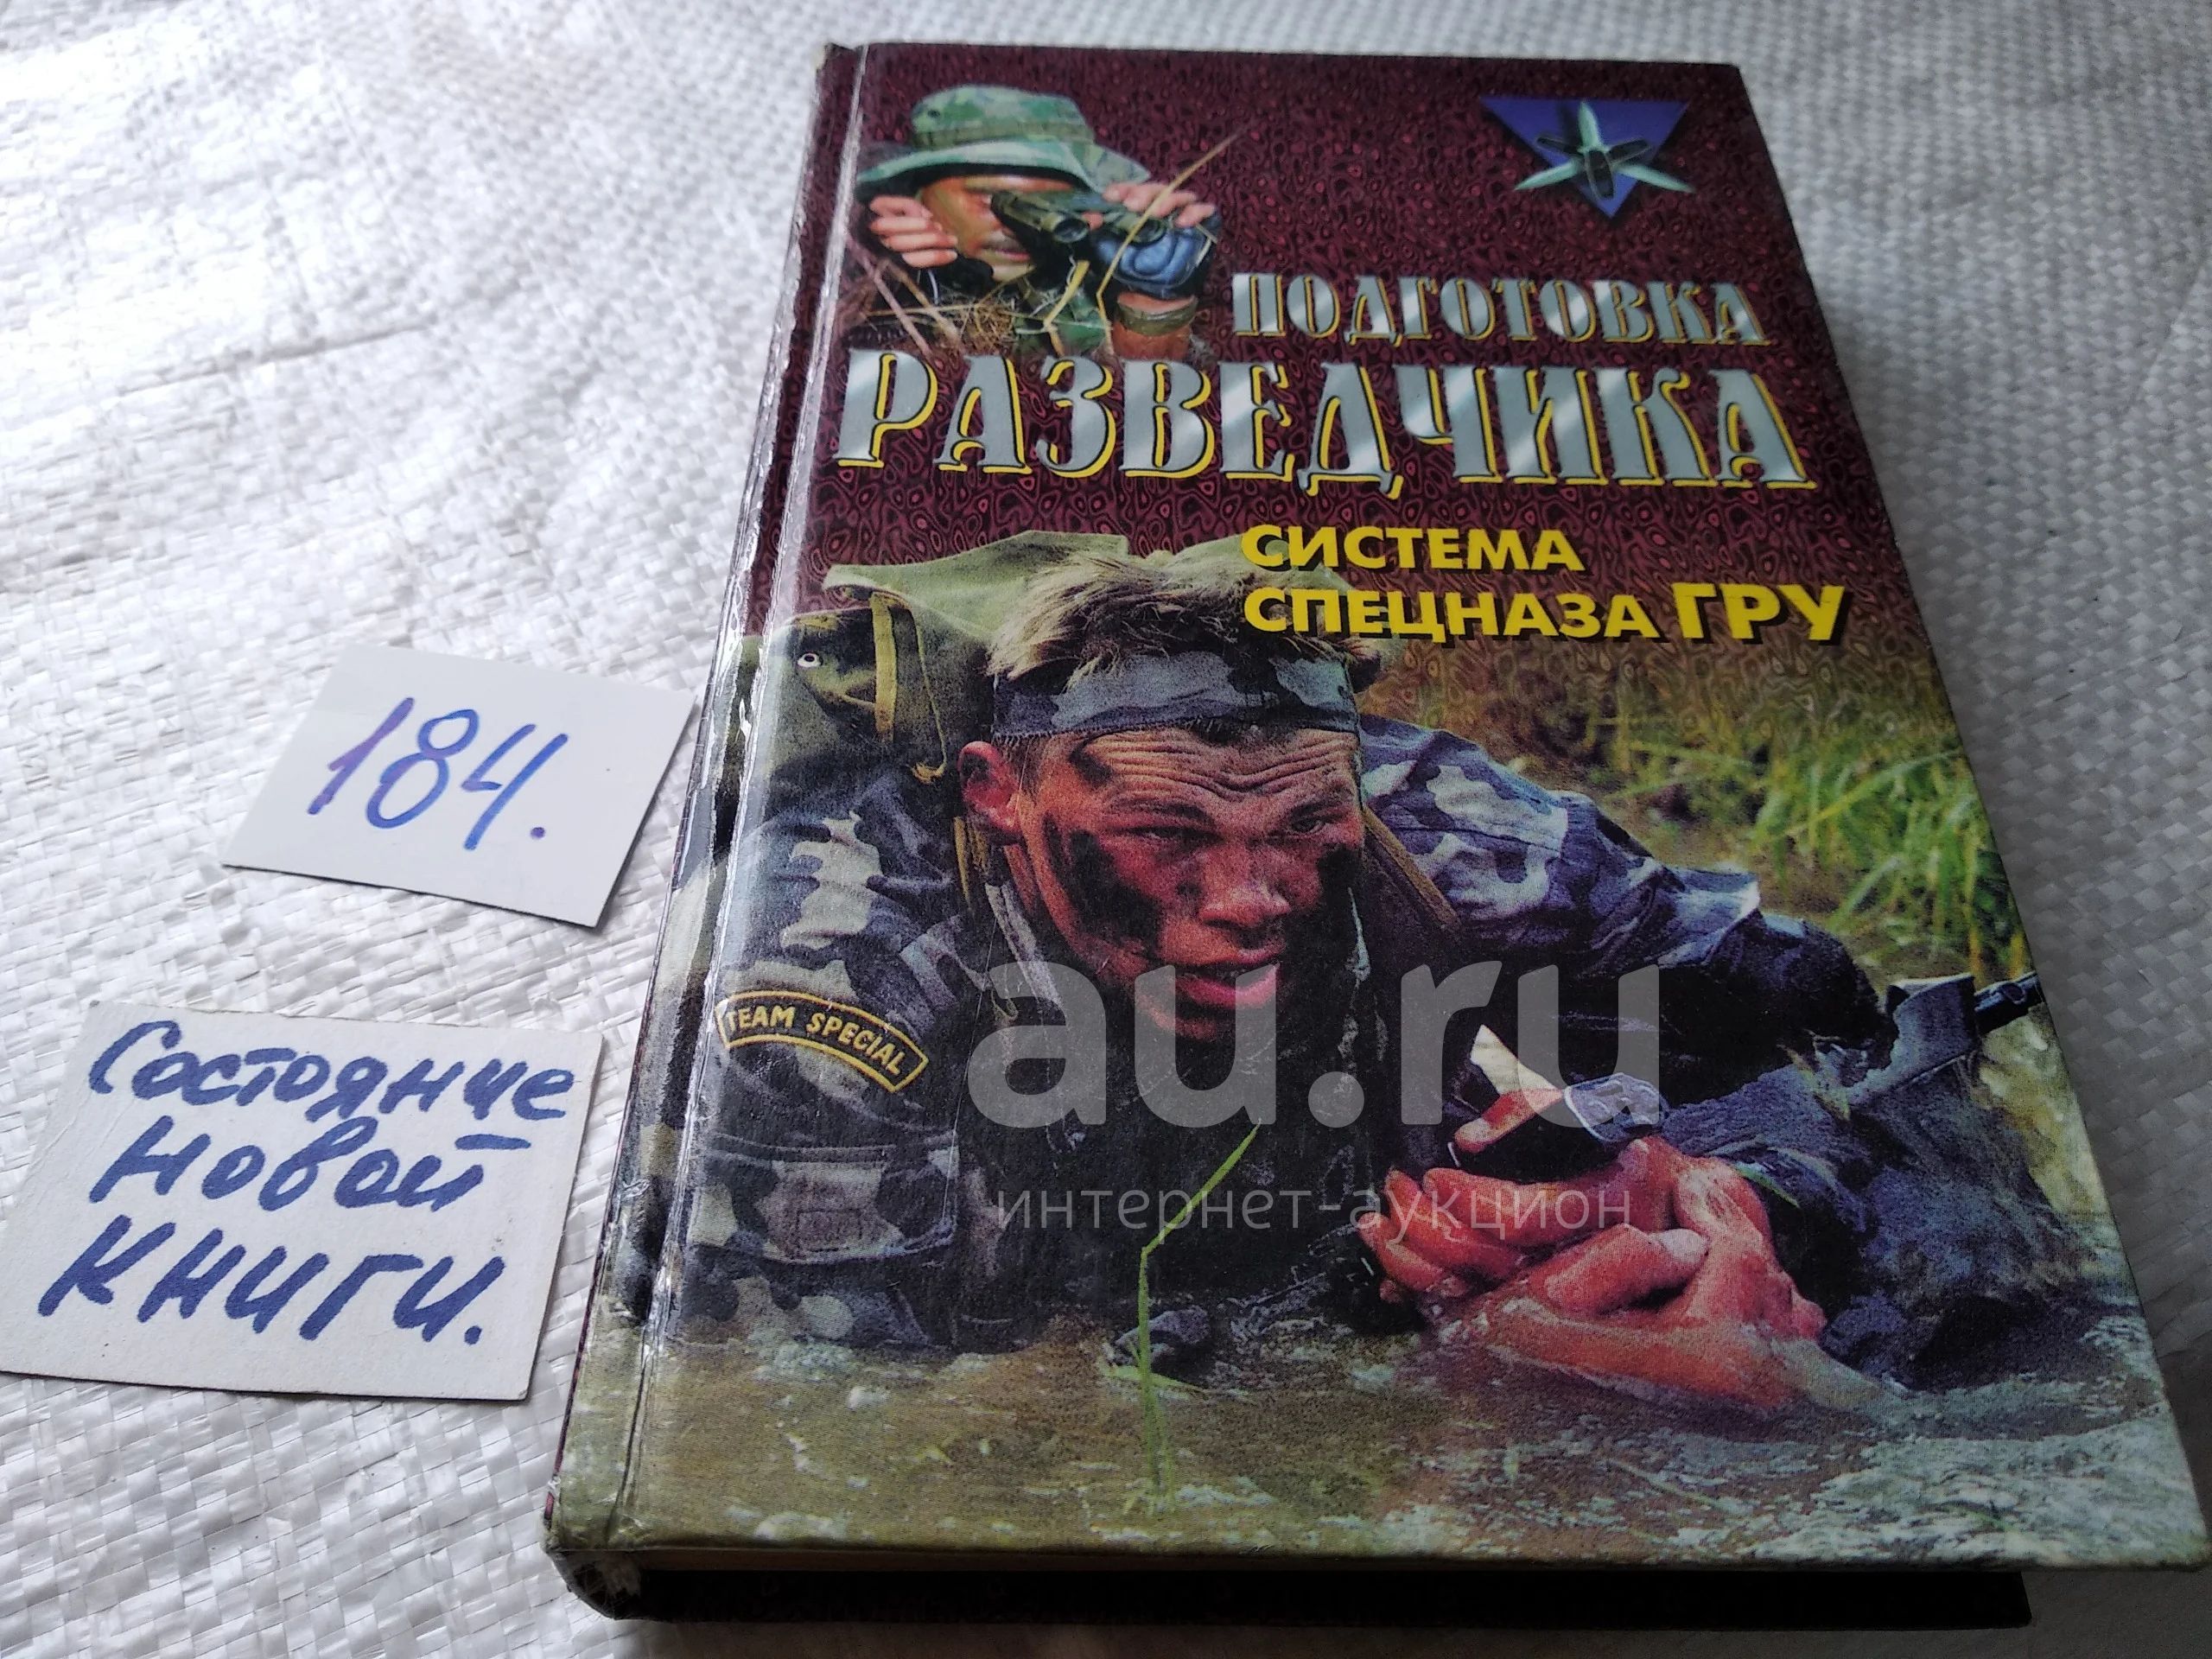 ПОДГОТОВКА
РАЗВЕДЧИКА
СИСТЕМА
СПЕЦНАЗА ГРУ
184.
TEAM SPECIAL
Состояние
новой
книги.
au.ru
интернет-аукцион